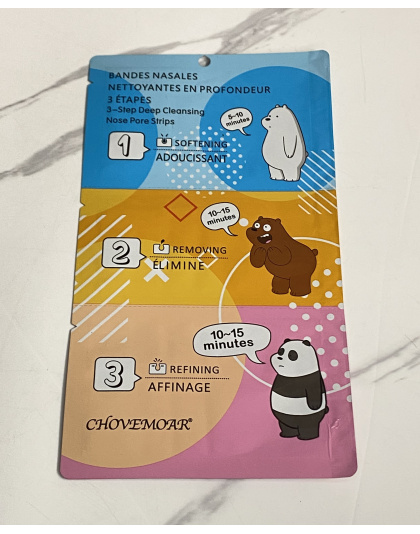 BANDES NASALES
NETTOYANTES EN PROFONDEUR
3 ÉTAPES
3-Step Deep Cleansing
Nose Pore Strips
5~10
minutes
1
SOFTENING
ADOUCISSANT
10~15
minutes
2
REMOVING
ÉLIMINE
10~15
minutes
3
REFINING
AFFINAGE
CHOVEMOAR®